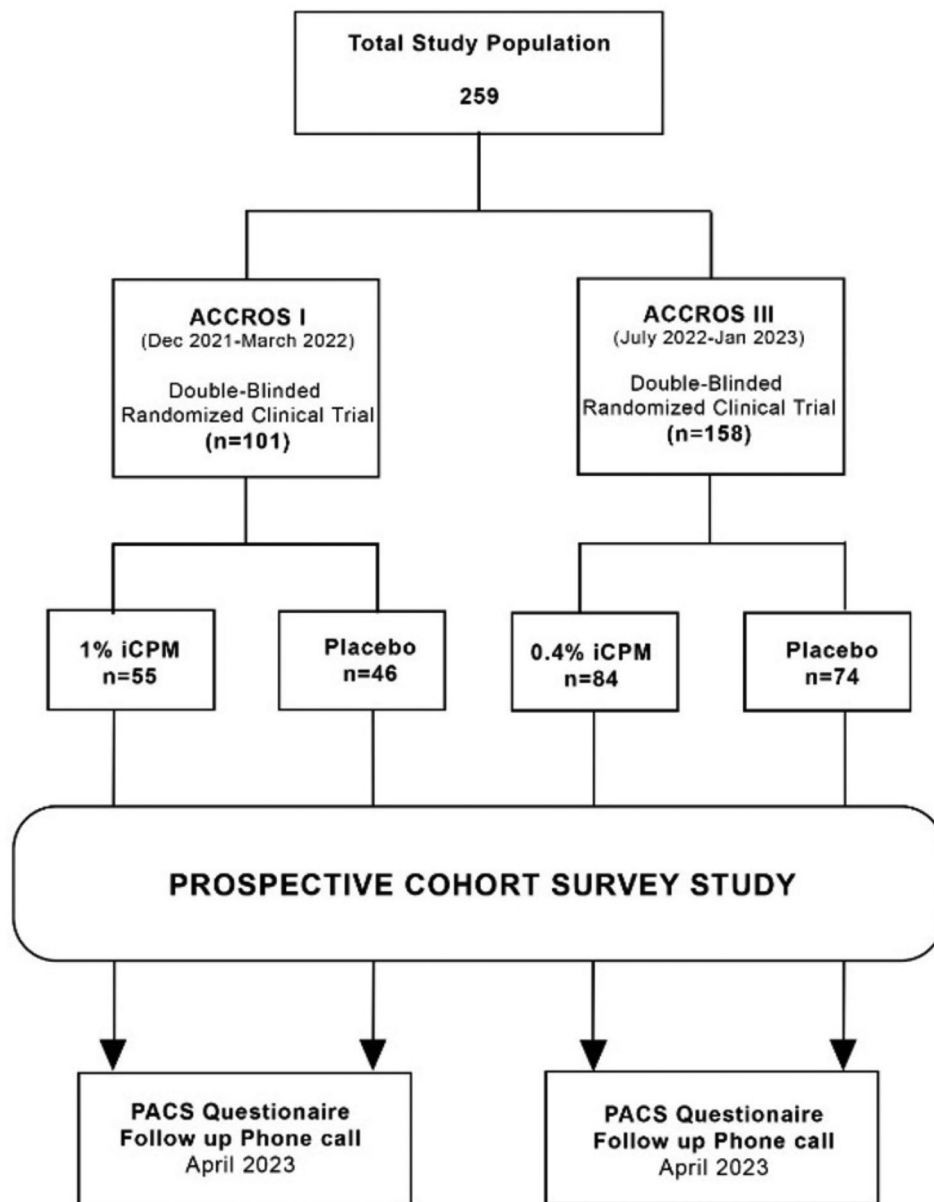 Total Study Population
259
ACCROS I
(Dec 2021-March 2022)
Double-Blinded
Randomized Clinical Trial
(n=101)
ACCROS III
(July 2022-Jan 2023)
Double-Blinded
Randomized Clinical Trial
(n=158)
1% iCPM
n=55
Placebo
n=46
0.4% iCPM
n=84
Placebo
n=74
PROSPECTIVE COHORT SURVEY STUDY
PACS Questionaire
Follow up Phone call
April 2023
PACS Questionaire
Follow up Phone call
April 2023